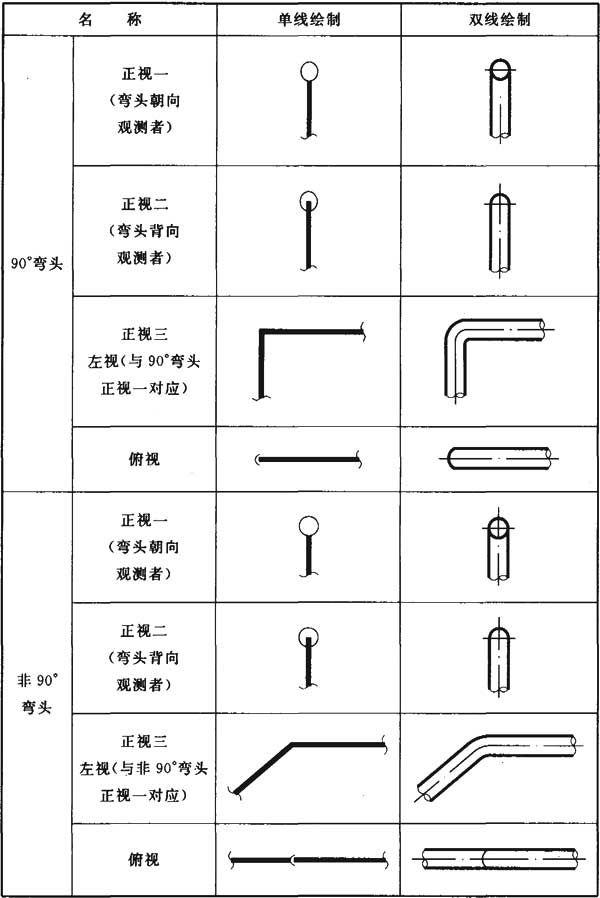 名 称 单线绘制 双线绘制
90°弯头
正视一
(弯头朝向
观测者)
正视二
(弯头背向
观测者)
正视三
左视(与90°弯头
正视一对应)
俯视
非90°
弯头
正视一
(弯头朝向
观测者)
正视二
(弯头背向
观测者)
正视三
左视(与非90°弯头
正视一对应)
俯视